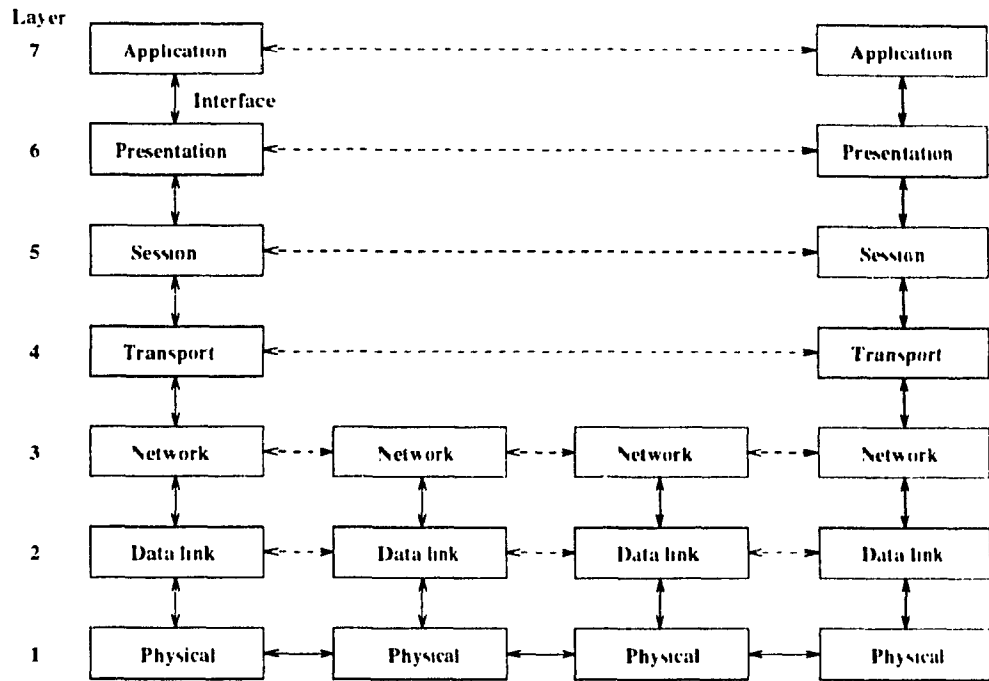 Layer
7 Application Application
Interface
6 Presentation Presentation
5 Session Session
4 Transport Transport
3 Network Network Network Network
2 Data link Data link Data link Data link
1 Physical Physical Physical Physical